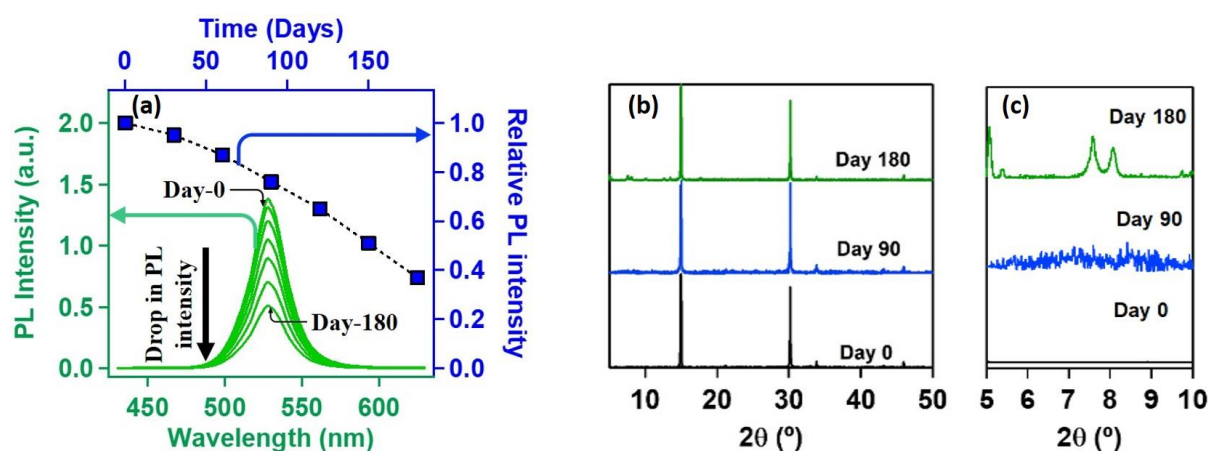 Time (Days)
0 50 100 150
(a)
2.0
1.5
1.0
0.5
0.0
PL Intensity (a.u.)
Day-0
Drop in PL
intensity
Day-180
1.0
0.8
0.6
0.4
0.2
0.0
Relative PL intensity
450 500 550 600
Wavelength (nm)
(b)
Day 180
Day 90
Day 0
10 20 30 40 50
2θ (º)
(c)
Day 180
Day 90
Day 0
5 6 7 8 9 10
2θ (º)